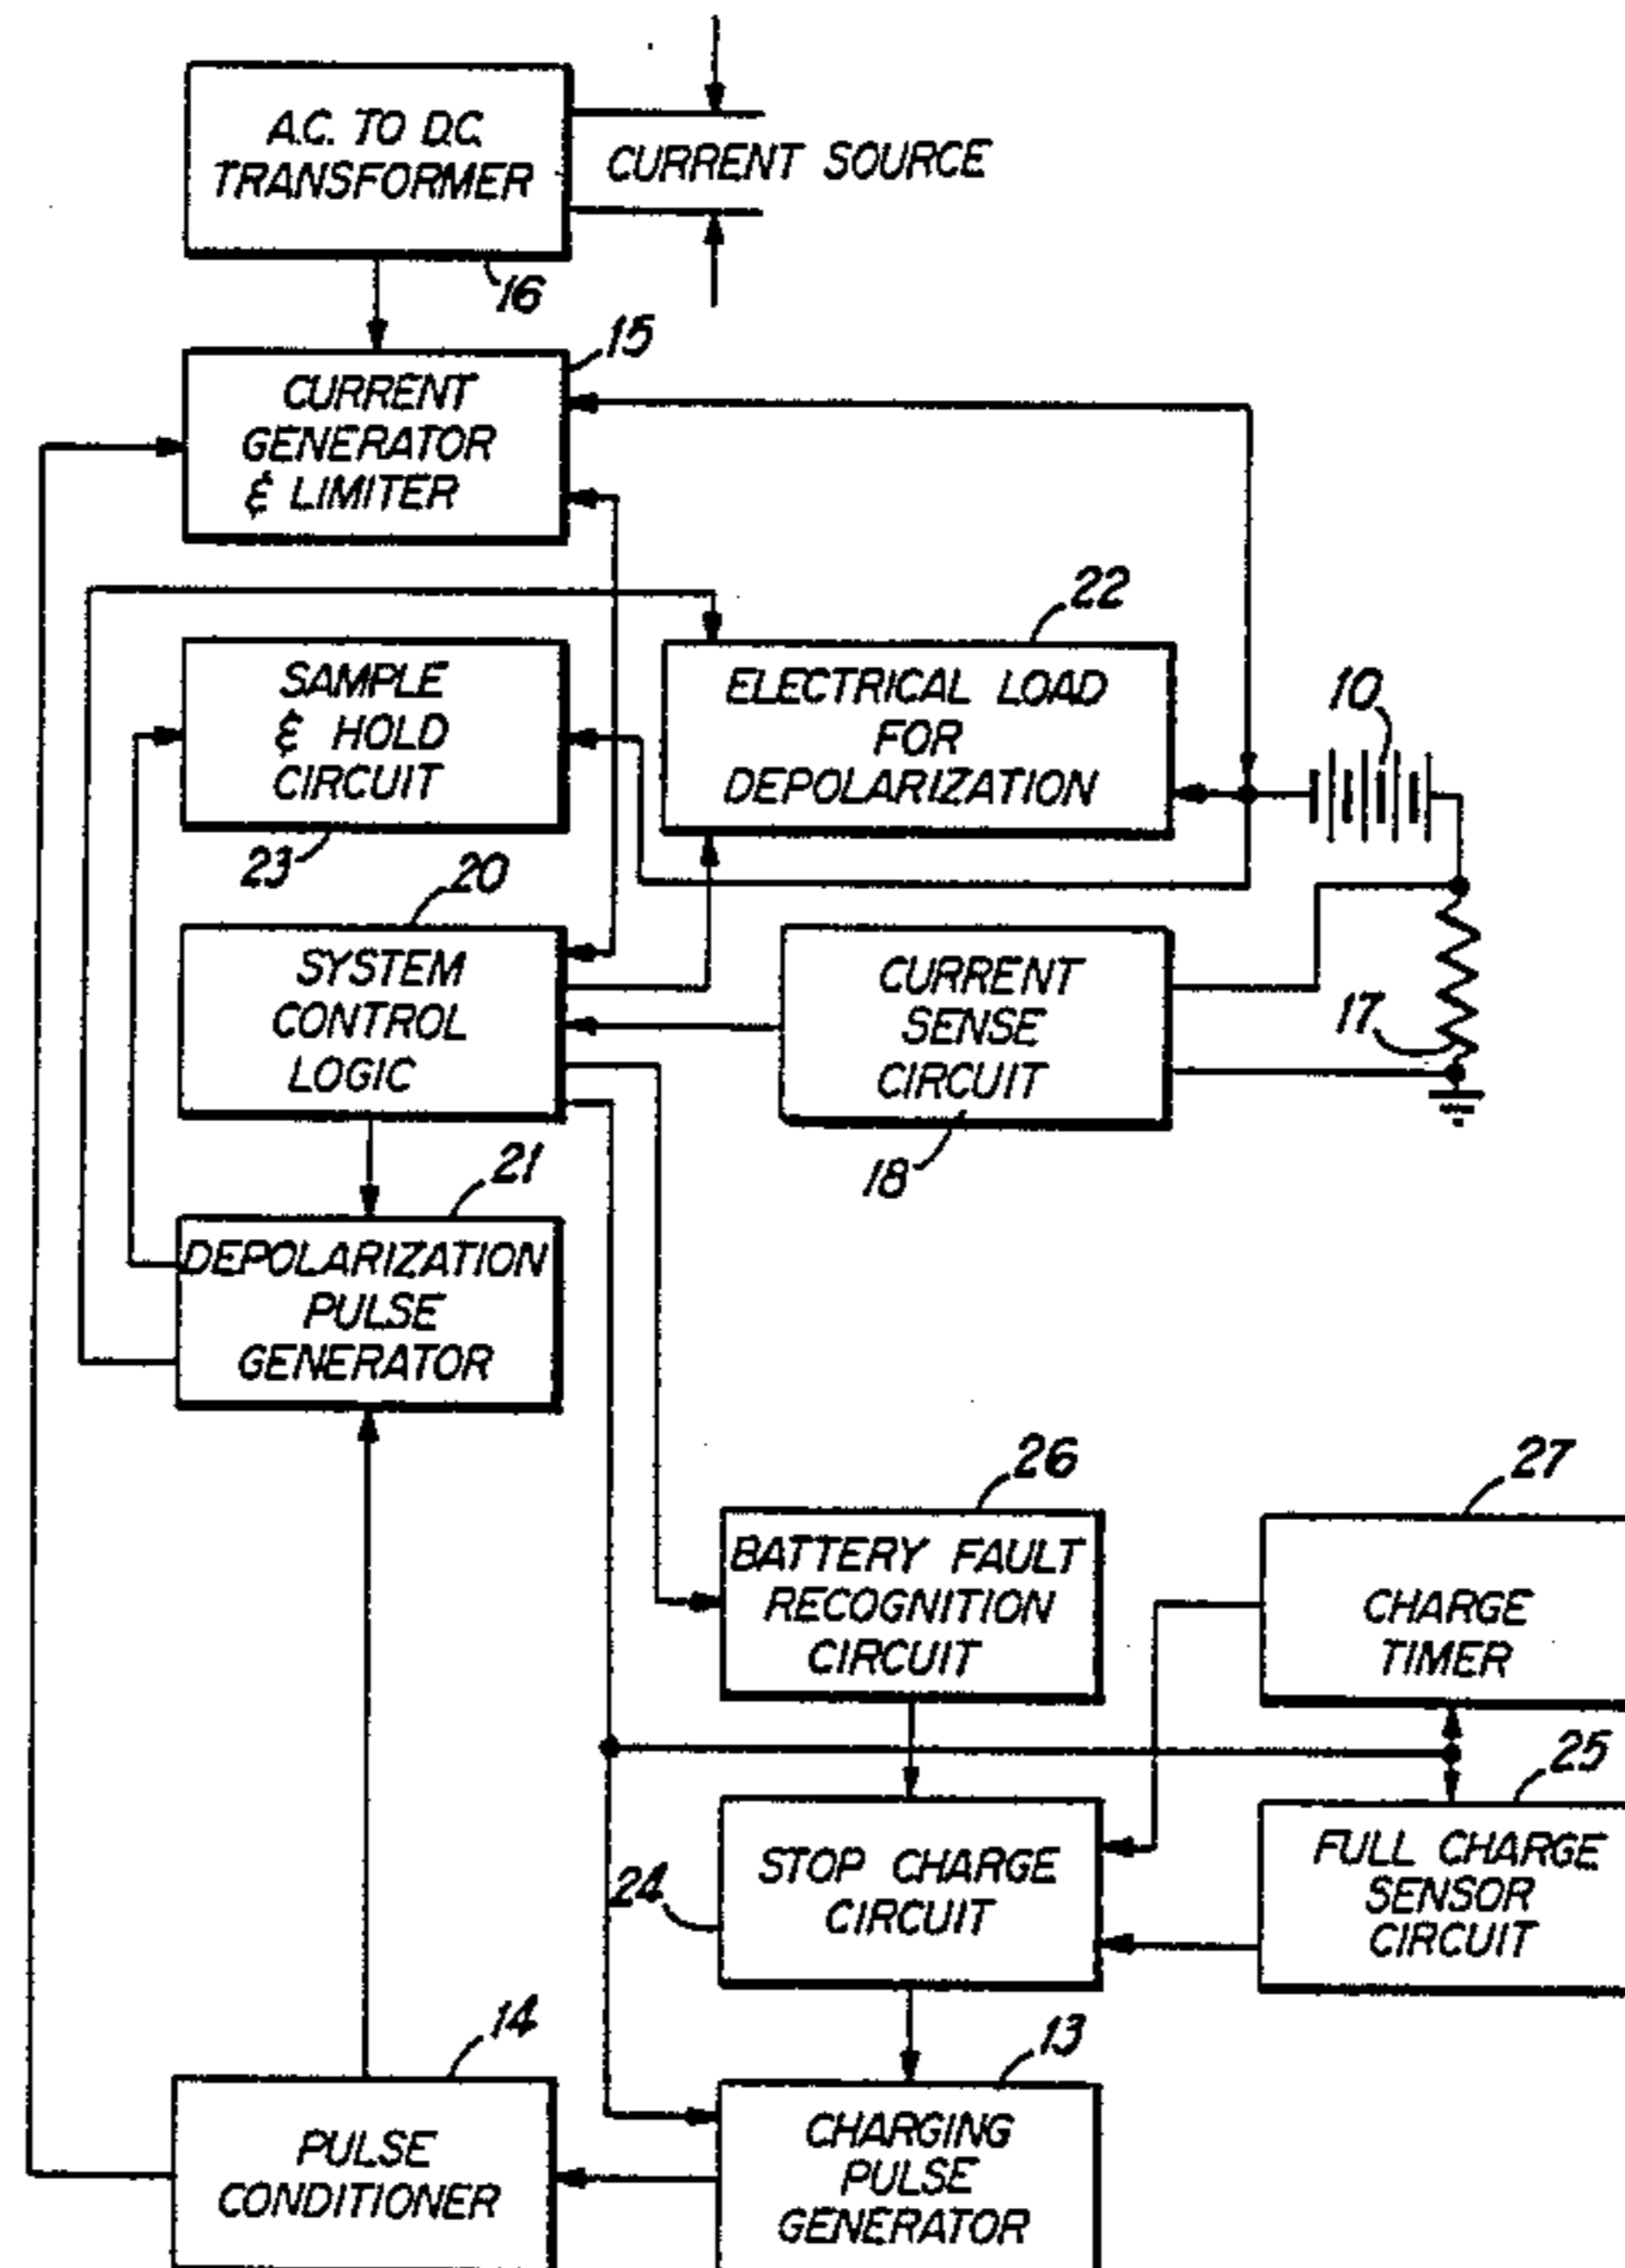 A.C. TO D.C.
TRANSFORMER
CURRENT SOURCE
16
15
CURRENT
GENERATOR
& LIMITER
22
SAMPLE
& HOLD
CIRCUIT
23
ELECTRICAL LOAD
FOR
DEPOLARIZATION
10
20
SYSTEM
CONTROL
LOGIC
CURRENT
SENSE
CIRCUIT
17
18
21
DEPOLARIZATION
PULSE
GENERATOR
26
27
BATTERY FAULT
RECOGNITION
CIRCUIT
CHARGE
TIMER
25
STOP CHARGE
CIRCUIT
24
FULL CHARGE
SENSOR
CIRCUIT
14
13
PULSE
CONDITIONER
CHARGING
PULSE
GENERATOR